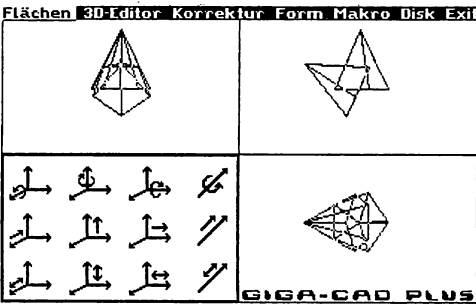 Flächen 3D-Editor Korrektur Form Makro Disk Exit
GIGA-CAD PLUS